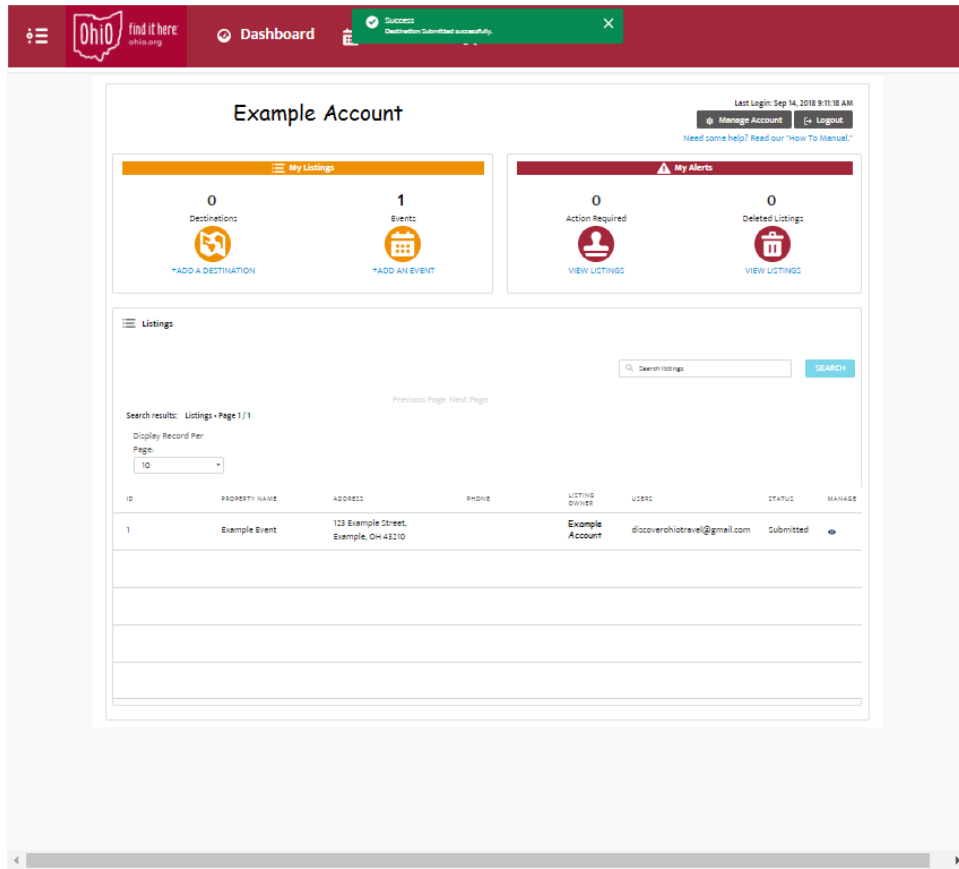 Ohio find it here.
ohio.org
Dashboard
Success
Destination Submitted successfully.
Example Account
Last Login: Sep 14, 2018 9:11:18 AM
Manage Account
Logout
Need some help? Read our "How To Manual."
My Listings
0
Destinations
+ADD A DESTINATION
1
Events
+ADD AN EVENT
My Alerts
0
Action Required
VIEW LISTINGS
0
Deleted Listings
VIEW LISTINGS
Listings
Search listings
SEARCH
Previous Page Next Page
Search results: Listings • Page 1 / 1
Display Record Per
Page:
10
ID PROPERTY NAME ADDRESS PHONE LISTING OWNER USERS STATUS MANAGE
1 Example Event 123 Example Street, Example, OH 43210 Example Account discoverohiotravel@gmail.com Submitted